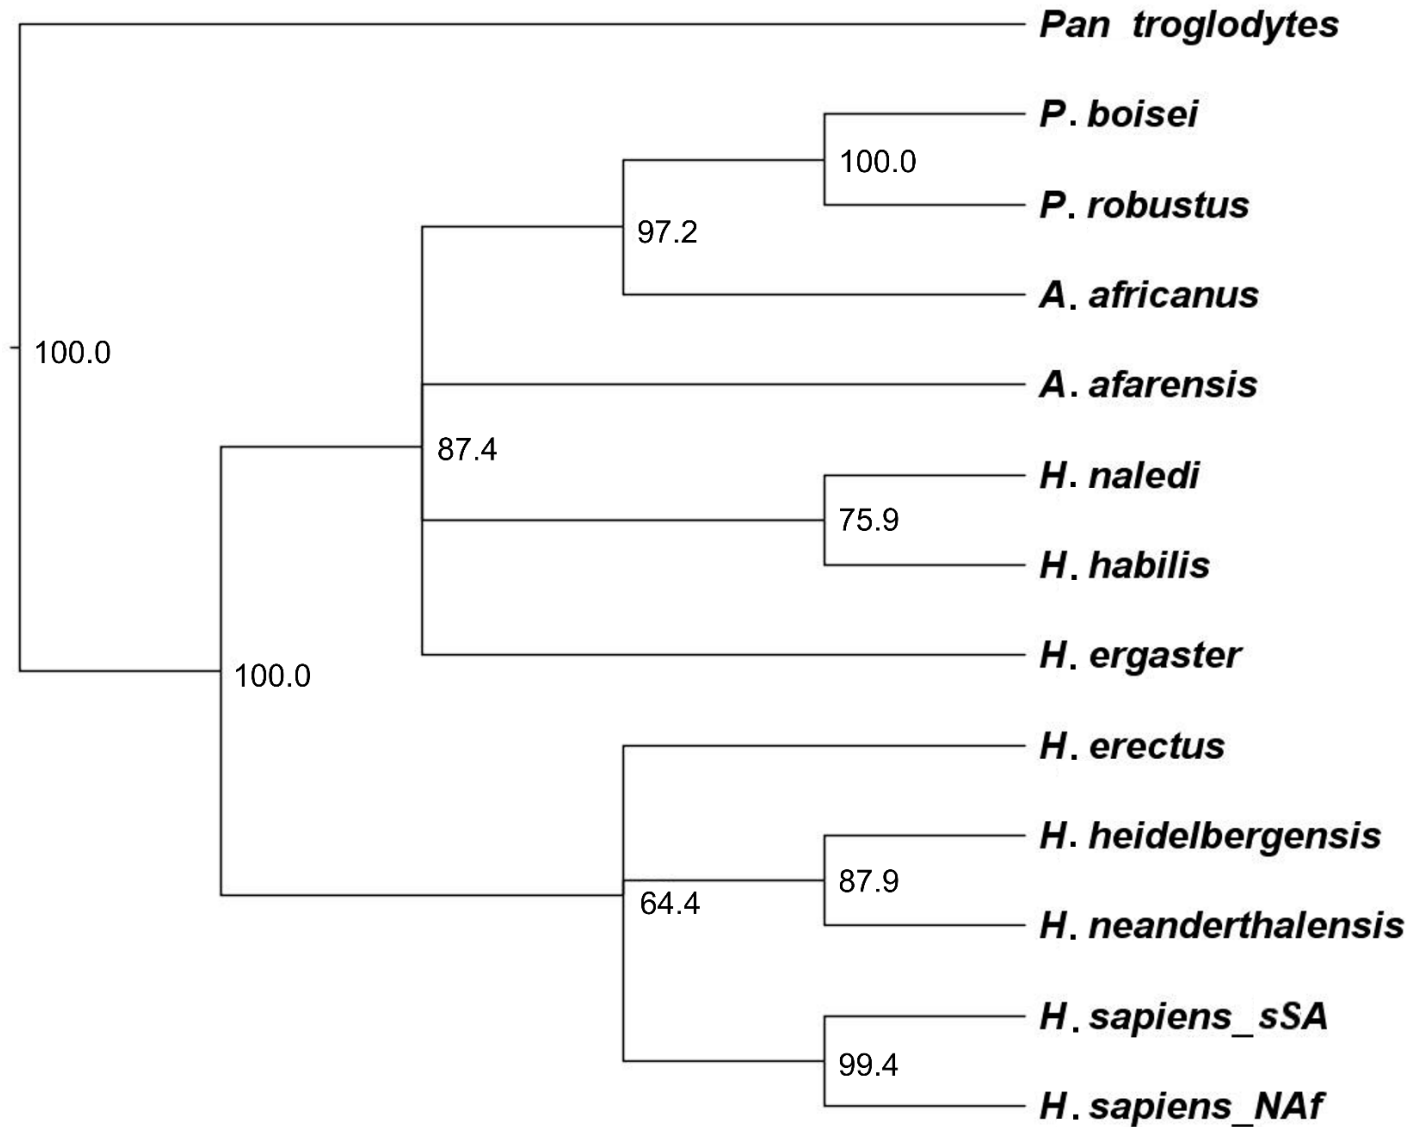 Pan troglodytes
P. boisei
100.0
P. robustus
97.2
A. africanus
100.0
A. afarensis
87.4
H. naledi
75.9
H. habilis
H. ergaster
100.0
H. erectus
H. heidelbergensis
87.9
64.4
H. neanderthalensis
H. sapiens_sSA
99.4
H. sapiens_NAf